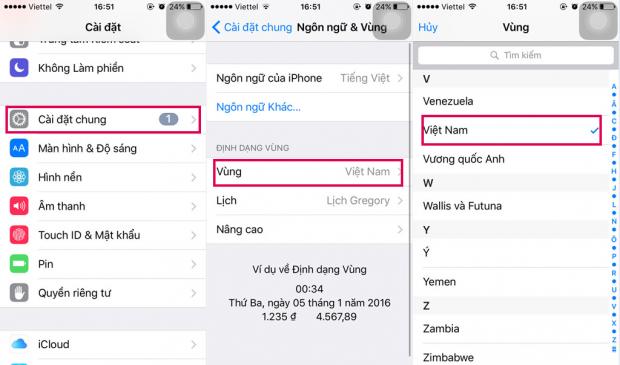 Viettel 16:51 24%
Cài đặt
Trung tâm Kiểm soát
Không Làm phiền
Cài đặt chung 1
AA Màn hình & Độ sáng
Hình nền
Âm thanh
Touch ID & Mật khẩu
Pin
Quyền riêng tư
iCloud
Viettel 16:51 24%
Cài đặt chung Ngôn ngữ & Vùng
Ngôn ngữ của iPhone Tiếng Việt
Ngôn ngữ Khác...
ĐỊNH DẠNG VÙNG
Vùng Việt Nam
Lịch Lịch Gregory
Nâng cao
Ví dụ về Định dạng Vùng
00:34
Thứ Ba, ngày 05 tháng 1 năm 2016
1.235 ₫ 4.567,89
Viettel 16:51 24%
Hủy Vùng
Tìm kiếm
V
Venezuela
Việt Nam
Vương quốc Anh
W
Wallis và Futuna
Y
Ý
Yemen
Z
Zambia
Zimbabwe